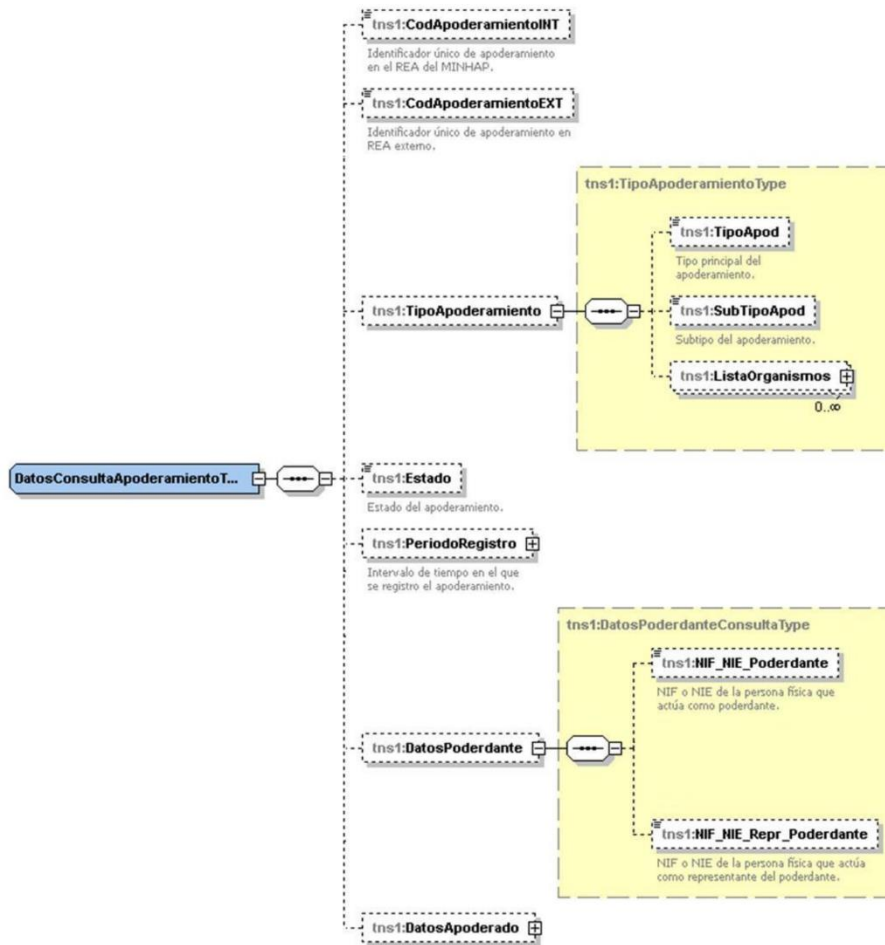 tns1:CodApoderamientoINT
Identificador único de apoderamiento
en el REA del MINHAP.
tns1:CodApoderamientoEXT
Identificador único de apoderamiento en
REA externo.
tns1:TipoApoderamientoType
tns1:TipoApod
Tipo principal del
apoderamiento.
tns1:TipoApoderamiento
tns1:SubTipoApod
Subtipo del apoderamiento.
tns1:ListaOrganismos
0..∞
DatosConsultaApoderamientoT...
tns1:Estado
Estado del apoderamiento.
tns1:PeriodoRegistro
Intervalo de tiempo en el que
se registro el apoderamiento.
tns1:DatosPoderdanteConsultaType
tns1:NIF_NIE_Poderdante
NIF o NIE de la persona física que
actúa como poderdante.
tns1:DatosPoderdante
tns1:NIF_NIE_Repr_Poderdante
NIF o NIE de la persona física que actúa
como representante del poderdante.
tns1:DatosApoderado